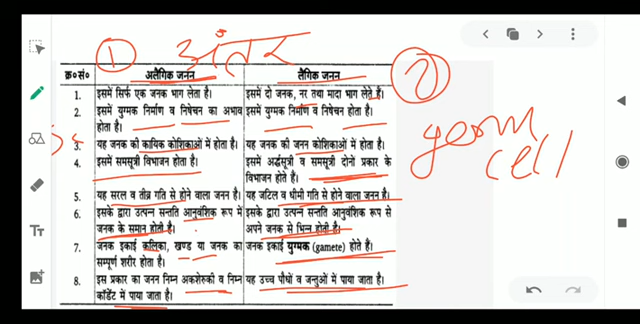 ① अंतर
क्र०सं० अलैंगिक जनन लैंगिक जनन
1. इसमें सिर्फ एक जनक भाग लेता है। इसमें दो जनक, नर तथा मादा भाग लेते हैं।
2. इसमें युग्मक निर्माण व निषेचन का अभाव इसमें युग्मक निर्माण व निषेचन होता है।
होता है।
3. यह जनक की कायिक कोशिकाओं में होता है। यह जनक की जनन कोशिकाओं में होता है।
4. इसमें समसूत्री विभाजन होता है। इसमें अर्द्धसूत्री व समसूत्री दोनों प्रकार के
विभाजन होते है।
5. यह सरल व तीव्र गति से होने वाला जनन है। यह जटिल व धीमी गति से होने वाला जनन है।
6. इसके द्वारा उत्पन्न सन्तति आनुवंशिक रूप में इसके द्वारा उत्पन्न सन्तति आनुवंशिक रूप से
जनक के समान होती है। अपने जनक से भिन्न होती है।
7. जनक इकाई कलिका, खण्ड या जनक का जनक इकाई युग्मक (gamete) होते हैं।
सम्पूर्ण शरीर होता है।
8. इस प्रकार का जनन निम्न अकशेरुकी व निम्न यह उच्च पौधों व जन्तुओं में पाया जाता है।
कॉर्डेट में पाया जाता है।
②
germ
cell
Tт